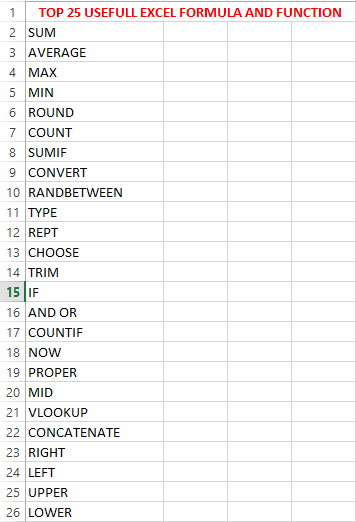 1 TOP 25 USEFULL EXCEL FORMULA AND FUNCTION
2 SUM
3 AVERAGE
4 MAX
5 MIN
6 ROUND
7 COUNT
8 SUMIF
9 CONVERT
10 RANDBETWEEN
11 TYPE
12 REPT
13 CHOOSE
14 TRIM
15 IF
16 AND OR
17 COUNTIF
18 NOW
19 PROPER
20 MID
21 VLOOKUP
22 CONCATENATE
23 RIGHT
24 LEFT
25 UPPER
26 LOWER